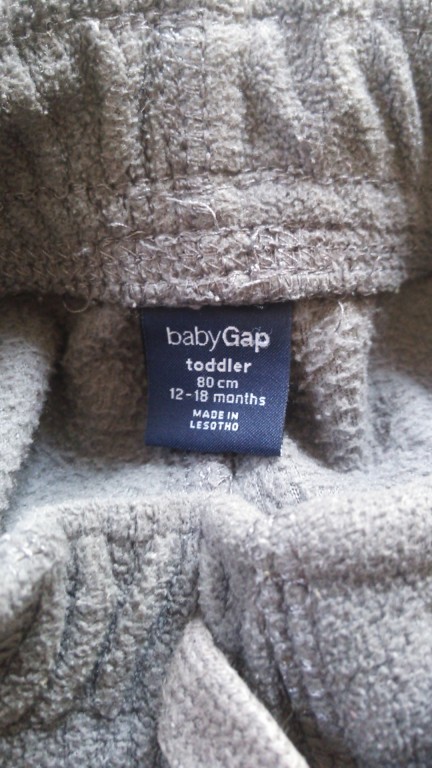 babyGap
toddler
80 cm
12-18 months
MADE IN
LESOTHO